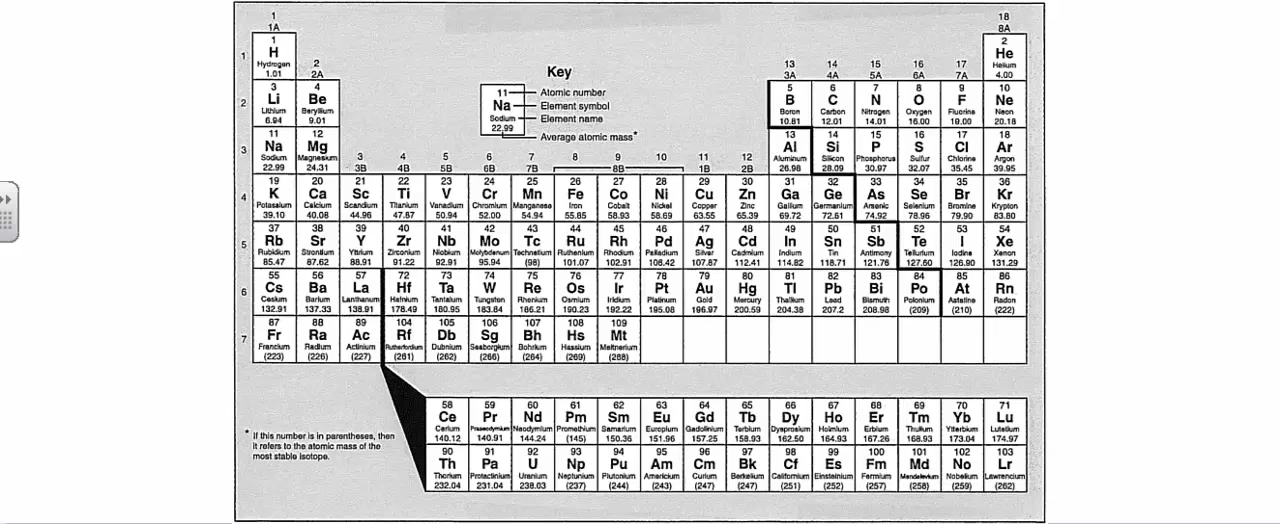 1 18
1A 8A
1 2
H He
Hydrogen Helium
1.01 4.00
1
2 13 14 15 16 17
2A 3A 4A 5A 6A 7A
Key
11 Atomic number
Na Element symbol
Sodium Element name
22.99 Average atomic mass*
3 4 5 6 7 8 9 10
Li Be B C N O F Ne
Lithium Beryllium Boron Carbon Nitrogen Oxygen Fluorine Neon
6.94 9.01 10.81 12.01 14.01 16.00 19.00 20.18
2
11 12 13 14 15 16 17 18
Na Mg Al Si P S Cl Ar
Sodium Magnesium Aluminum Silicon Phosphorus Sulfur Chlorine Argon
22.99 24.31 26.98 28.09 30.97 32.07 35.45 39.95
3
3 4 5 6 7 8 9 10 11 12
3B 4B 5B 6B 7B 8B 1B 2B
19 20 21 22 23 24 25 26 27 28 29 30 31 32 33 34 35 36
4 K Ca Sc Ti V Cr Mn Fe Co Ni Cu Zn Ga Ge As Se Br Kr
Potassium Calcium Scandium Titanium Vanadium Chromium Manganese Iron Cobalt Nickel Copper Zinc Gallium Germanium Arsenic Selenium Bromine Krypton
39.10 40.08 44.96 47.87 50.94 52.00 54.94 55.85 58.93 58.69 63.55 65.39 69.72 72.61 74.92 78.96 79.90 83.80
37 38 39 40 41 42 43 44 45 46 47 48 49 50 51 52 53 54
5 Rb Sr Y Zr Nb Mo Tc Ru Rh Pd Ag Cd In Sn Sb Te I Xe
Rubidium Strontium Yttrium Zirconium Niobium Molybdenum Technetium Ruthenium Rhodium Palladium Silver Cadmium Indium Tin Antimony Tellurium Iodine Xenon
85.47 87.62 88.91 91.22 92.91 95.94 (98) 101.07 102.91 106.42 107.87 112.41 114.82 118.71 121.76 127.60 126.90 131.29
55 56 57 72 73 74 75 76 77 78 79 80 81 82 83 84 85 86
6 Cs Ba La Hf Ta W Re Os Ir Pt Au Hg Tl Pb Bi Po At Rn
Cesium Barium Lanthanum Hafnium Tantalum Tungsten Rhenium Osmium Iridium Platinum Gold Mercury Thallium Lead Bismuth Polonium Astatine Radon
132.91 137.33 138.91 178.49 180.95 183.84 186.21 190.23 192.22 195.08 196.97 200.59 204.38 207.2 208.98 (209) (210) (222)
87 88 89 104 105 106 107 108 109
7 Fr Ra Ac Rf Db Sg Bh Hs Mt
Francium Radium Actinium Rutherfordium Dubnium Seaborgium Bohrium Hassium Meitnerium
(223) (226) (227) (261) (262) (266) (264) (269) (268)
58 59 60 61 62 63 64 65 66 67 68 69 70 71
Ce Pr Nd Pm Sm Eu Gd Tb Dy Ho Er Tm Yb Lu
Cerium Praseodymium Neodymium Promethium Samarium Europium Gadolinium Terbium Dysprosium Holmium Erbium Thulium Ytterbium Lutetium
140.12 140.91 144.24 (145) 150.36 151.96 157.25 158.93 162.50 164.93 167.26 168.93 173.04 174.97
90 91 92 93 94 95 96 97 98 99 100 101 102 103
Th Pa U Np Pu Am Cm Bk Cf Es Fm Md No Lr
Thorium Protactinium Uranium Neptunium Plutonium Americium Curium Berkelium Californium Einsteinium Fermium Mendelevium Nobelium Lawrencium
232.04 231.04 238.03 (237) (244) (243) (247) (247) (251) (252) (257) (258) (259) (262)
* If this number is in parentheses, then
it refers to the atomic mass of the
most stable isotope.